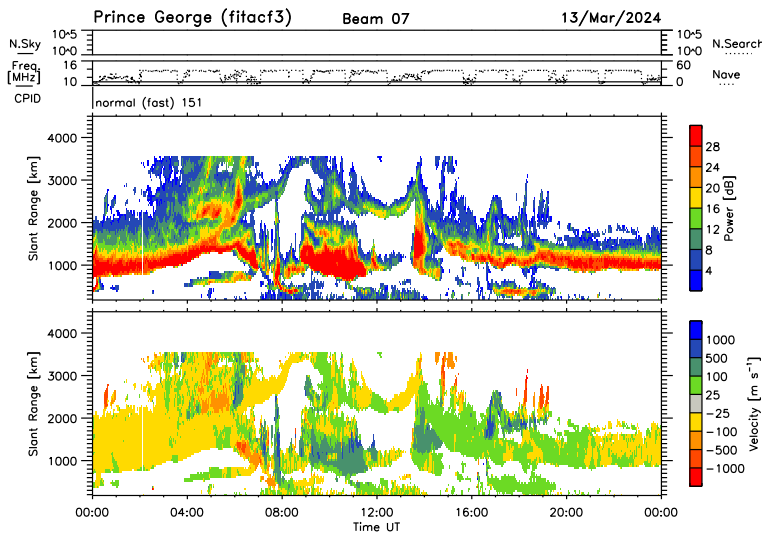 Prince George (fitacf3) Beam 07 13/Mar/2024
10^5 10^5
N.Sky N.Search
10^0 10^0
16 60
Freq. [MHz] Nave
10 0
CPID normal (fast) 151
4000
3000
2000
1000
Slant Range [km]
28
24
20
16
12
8
4
Power [dB]
4000
3000
2000
1000
Slant Range [km]
1000
500
100
25
-25
-100
-500
-1000
Velocity [m s⁻¹]
00:00 04:00 08:00 12:00 16:00 20:00 00:00
Time UT